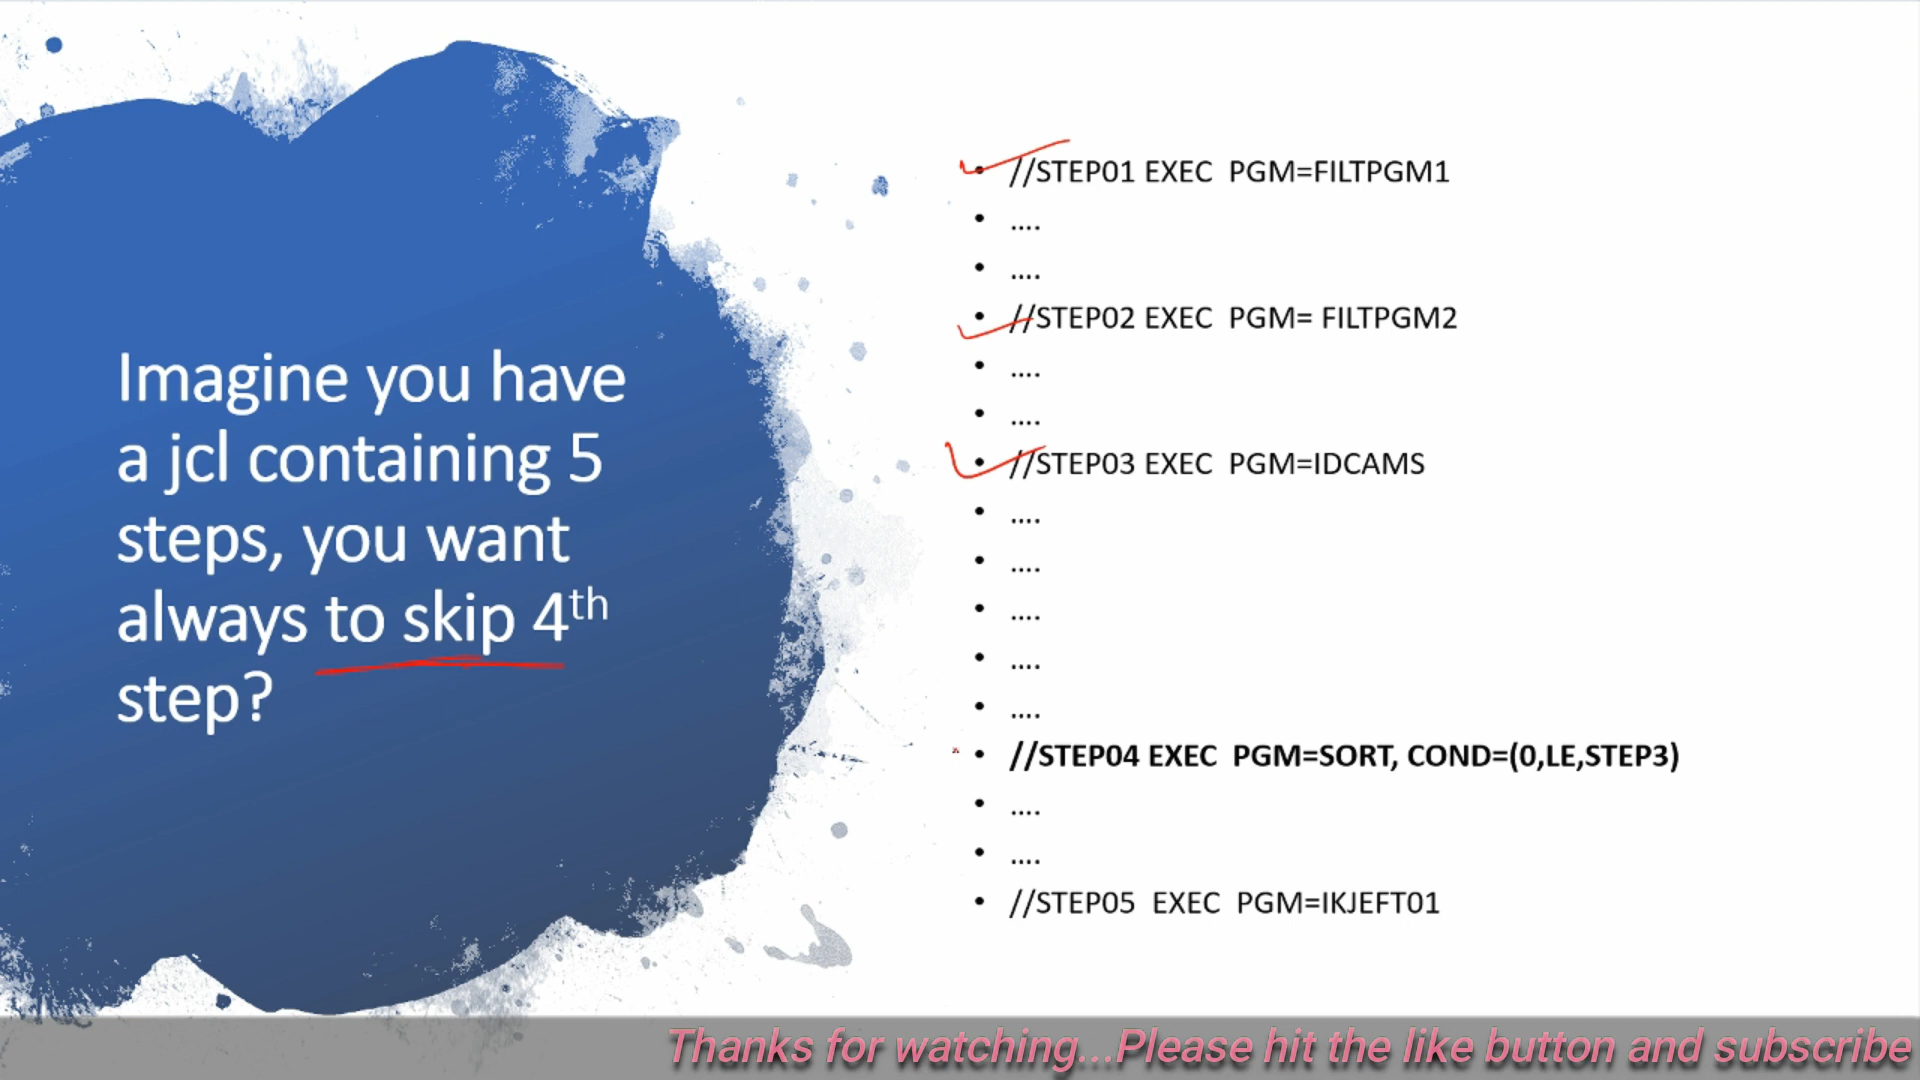 Imagine you have
a jcl containing 5
steps, you want
always to skip 4th
step?
• //STEP01 EXEC  PGM=FILTPGM1
• ....
• ....
• //STEP02 EXEC  PGM= FILTPGM2
• ....
• ....
• //STEP03 EXEC  PGM=IDCAMS
• ....
• ....
• ....
• ....
• ....
• //STEP04 EXEC  PGM=SORT, COND=(0,LE,STEP3)
• ....
• ....
• //STEP05  EXEC  PGM=IKJEFT01
Thanks for watching...Please hit the like button and subscribe